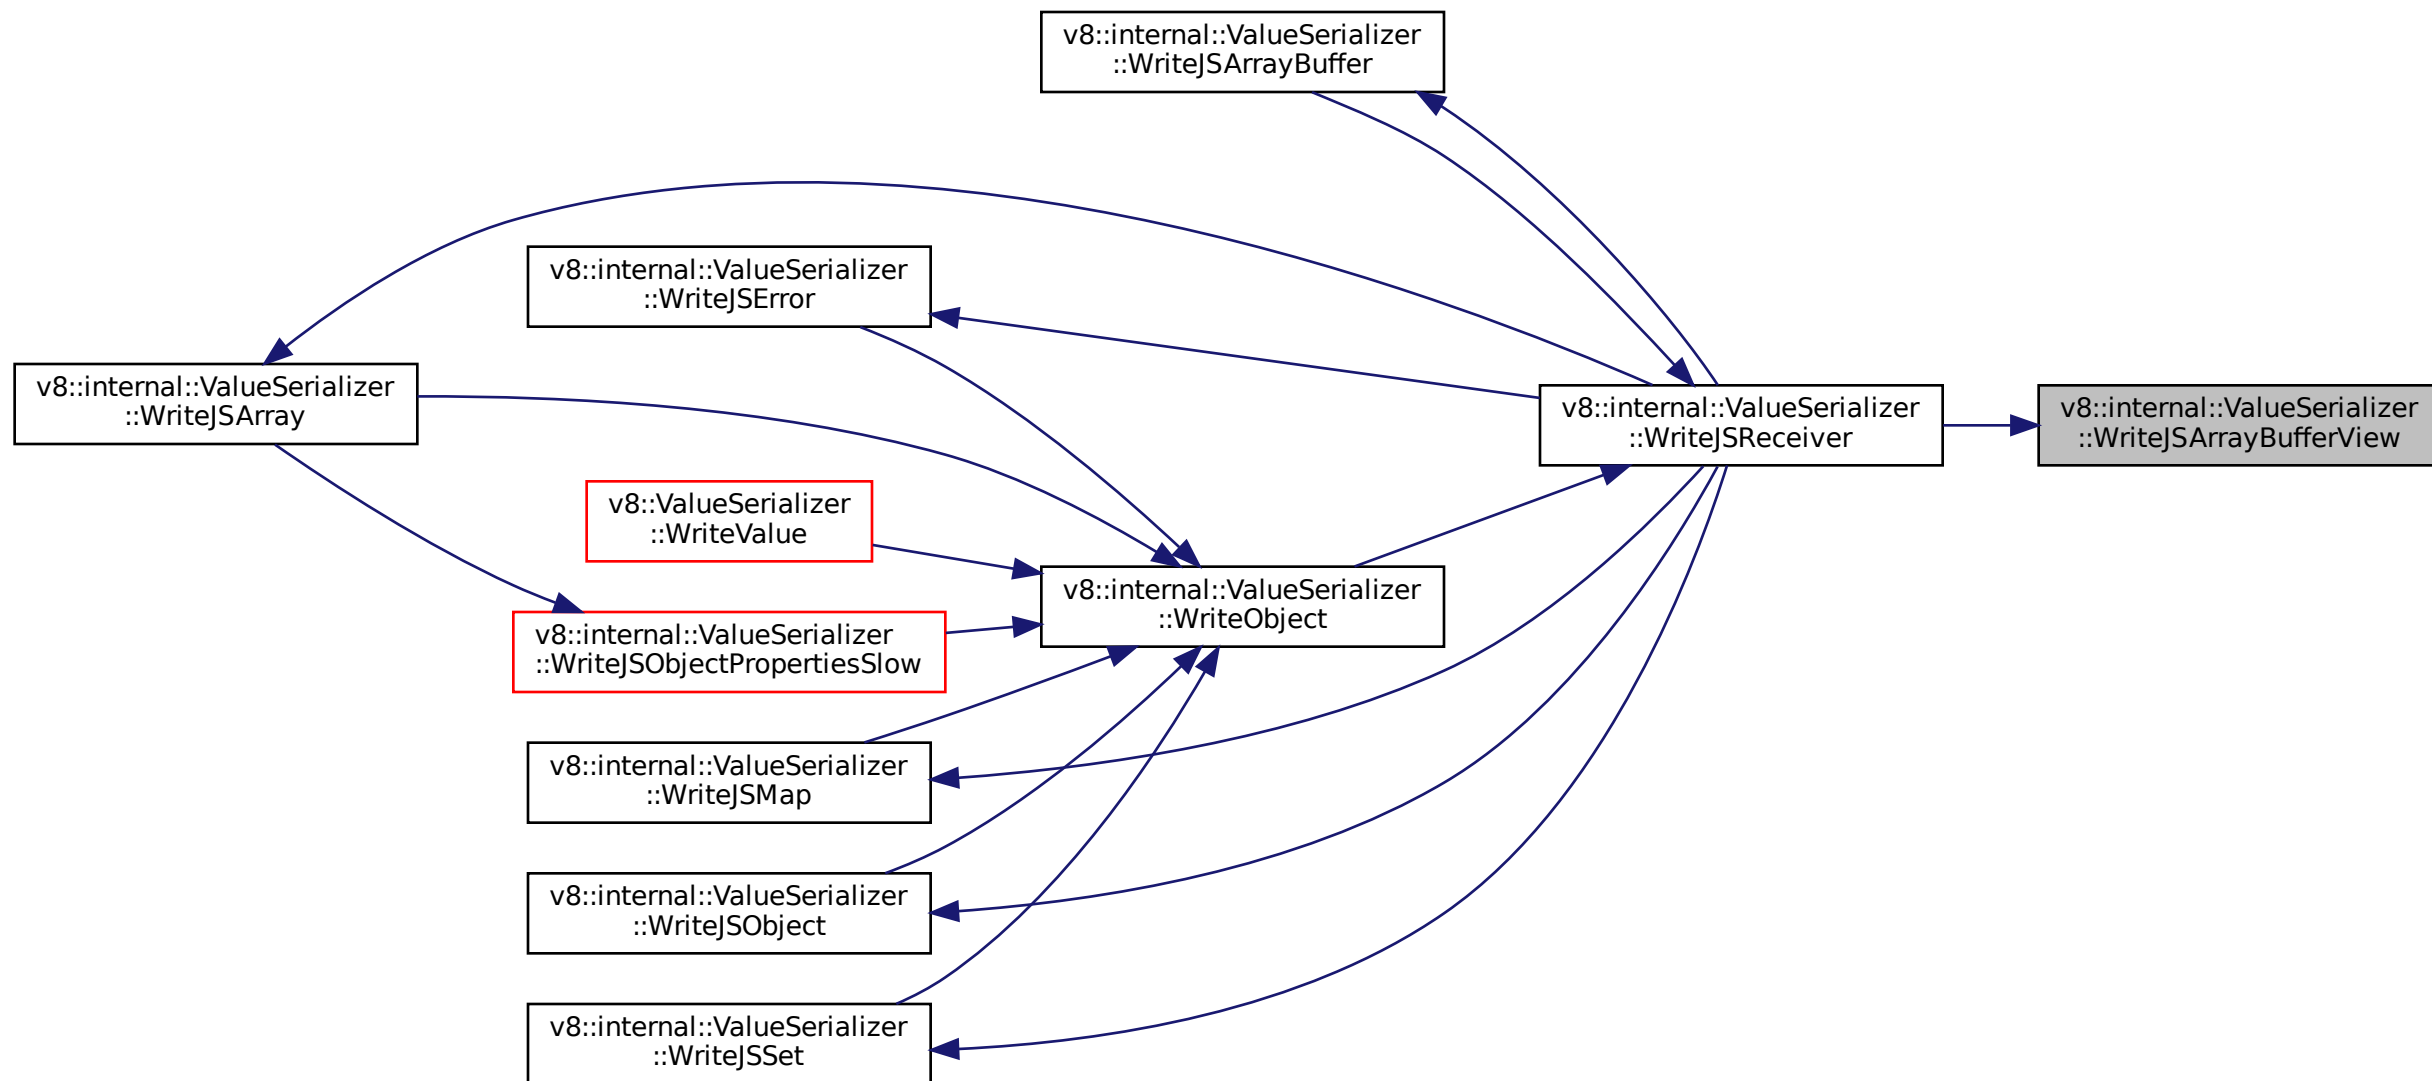 v8::internal::ValueSerializer
::WriteJSArrayBuffer
v8::internal::ValueSerializer
::WriteJSError
v8::internal::ValueSerializer
::WriteJSArray
v8::internal::ValueSerializer
::WriteJSReceiver
v8::internal::ValueSerializer
::WriteJSArrayBufferView
v8::ValueSerializer
::WriteValue
v8::internal::ValueSerializer
::WriteObject
v8::internal::ValueSerializer
::WriteJSObjectPropertiesSlow
v8::internal::ValueSerializer
::WriteJSMap
v8::internal::ValueSerializer
::WriteJSObject
v8::internal::ValueSerializer
::WriteJSSet